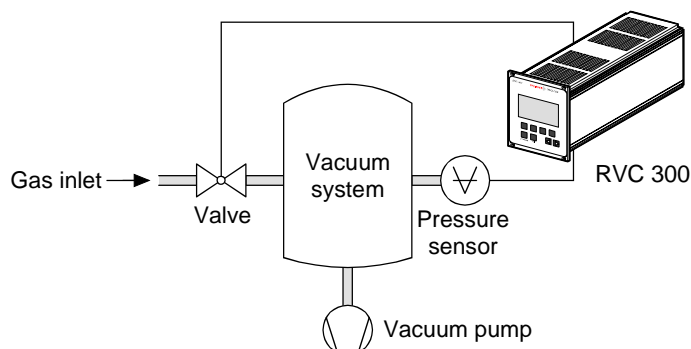 Gas inlet
Valve
Vacuum
system
Pressure
sensor
RVC 300
Vacuum pump